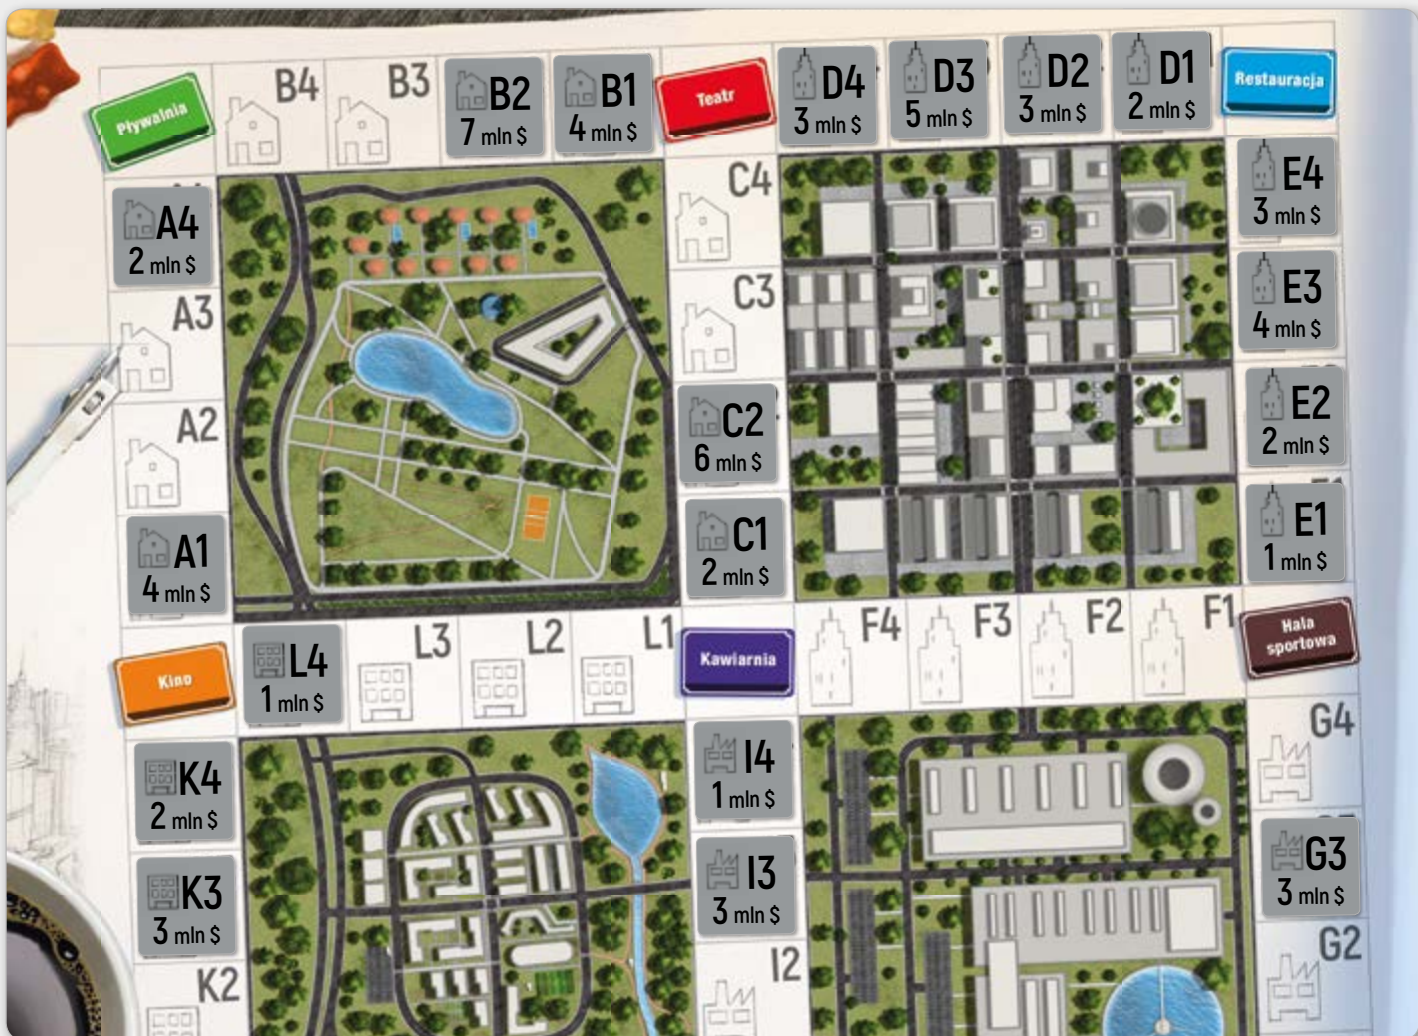 Pływalnia
B4
B3
B2
7 mln $
B1
4 mln $
Teatr
D4
3 mln $
D3
5 mln $
D2
3 mln $
D1
2 mln $
Restauracja
A4
2 mln $
C4
E4
3 mln $
A3
C3
E3
4 mln $
A2
C2
6 mln $
E2
2 mln $
A1
4 mln $
C1
2 mln $
E1
1 mln $
Kino
L4
1 mln $
L3
L2
L1
Kawiarnia
F4
F3
F2
F1
Hala
sportowa
K4
2 mln $
I4
1 mln $
G4
K3
3 mln $
I3
3 mln $
G3
3 mln $
K2
I2
G2